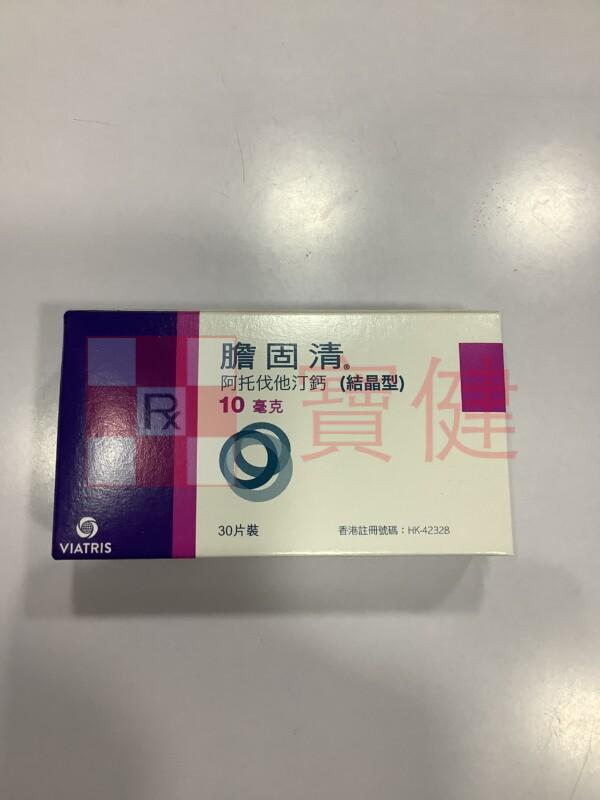 膽固清®
阿托伐他汀鈣 (結晶型)
10 毫克
Rx
寶健
30片裝
香港註冊號碼：HK-42328
VIATRIS